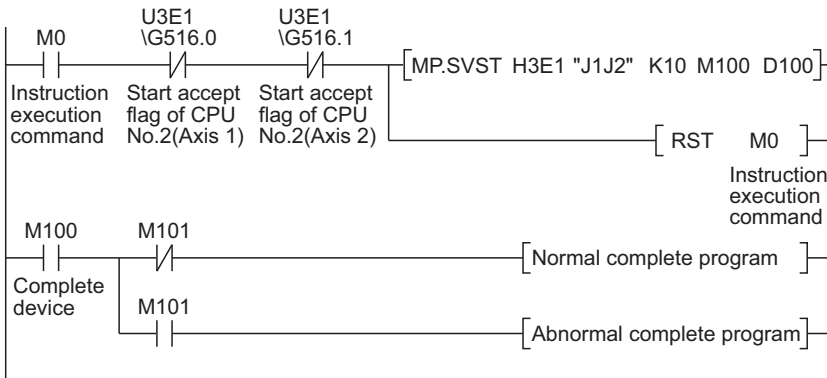 U3E1 U3E1
M0 \G516.0 \G516.1
MP.SVST H3E1 "J1J2" K10 M100 D100
Instruction execution command
Start accept flag of CPU No.2(Axis 1)
Start accept flag of CPU No.2(Axis 2)
RST M0
Instruction execution command
M100 M101
Normal complete program
Complete device
M101
Abnormal complete program